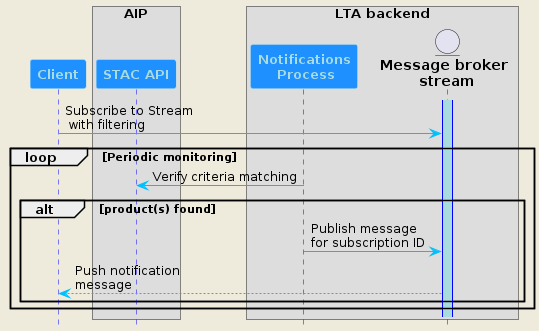 AIP
LTA backend
Client
STAC API
Notifications
Process
Message broker
stream
Subscribe to Stream
with filtering
loop
[Periodic monitoring]
Verify criteria matching
alt
[product(s) found]
Publish message
for subscription ID
Push notification
message